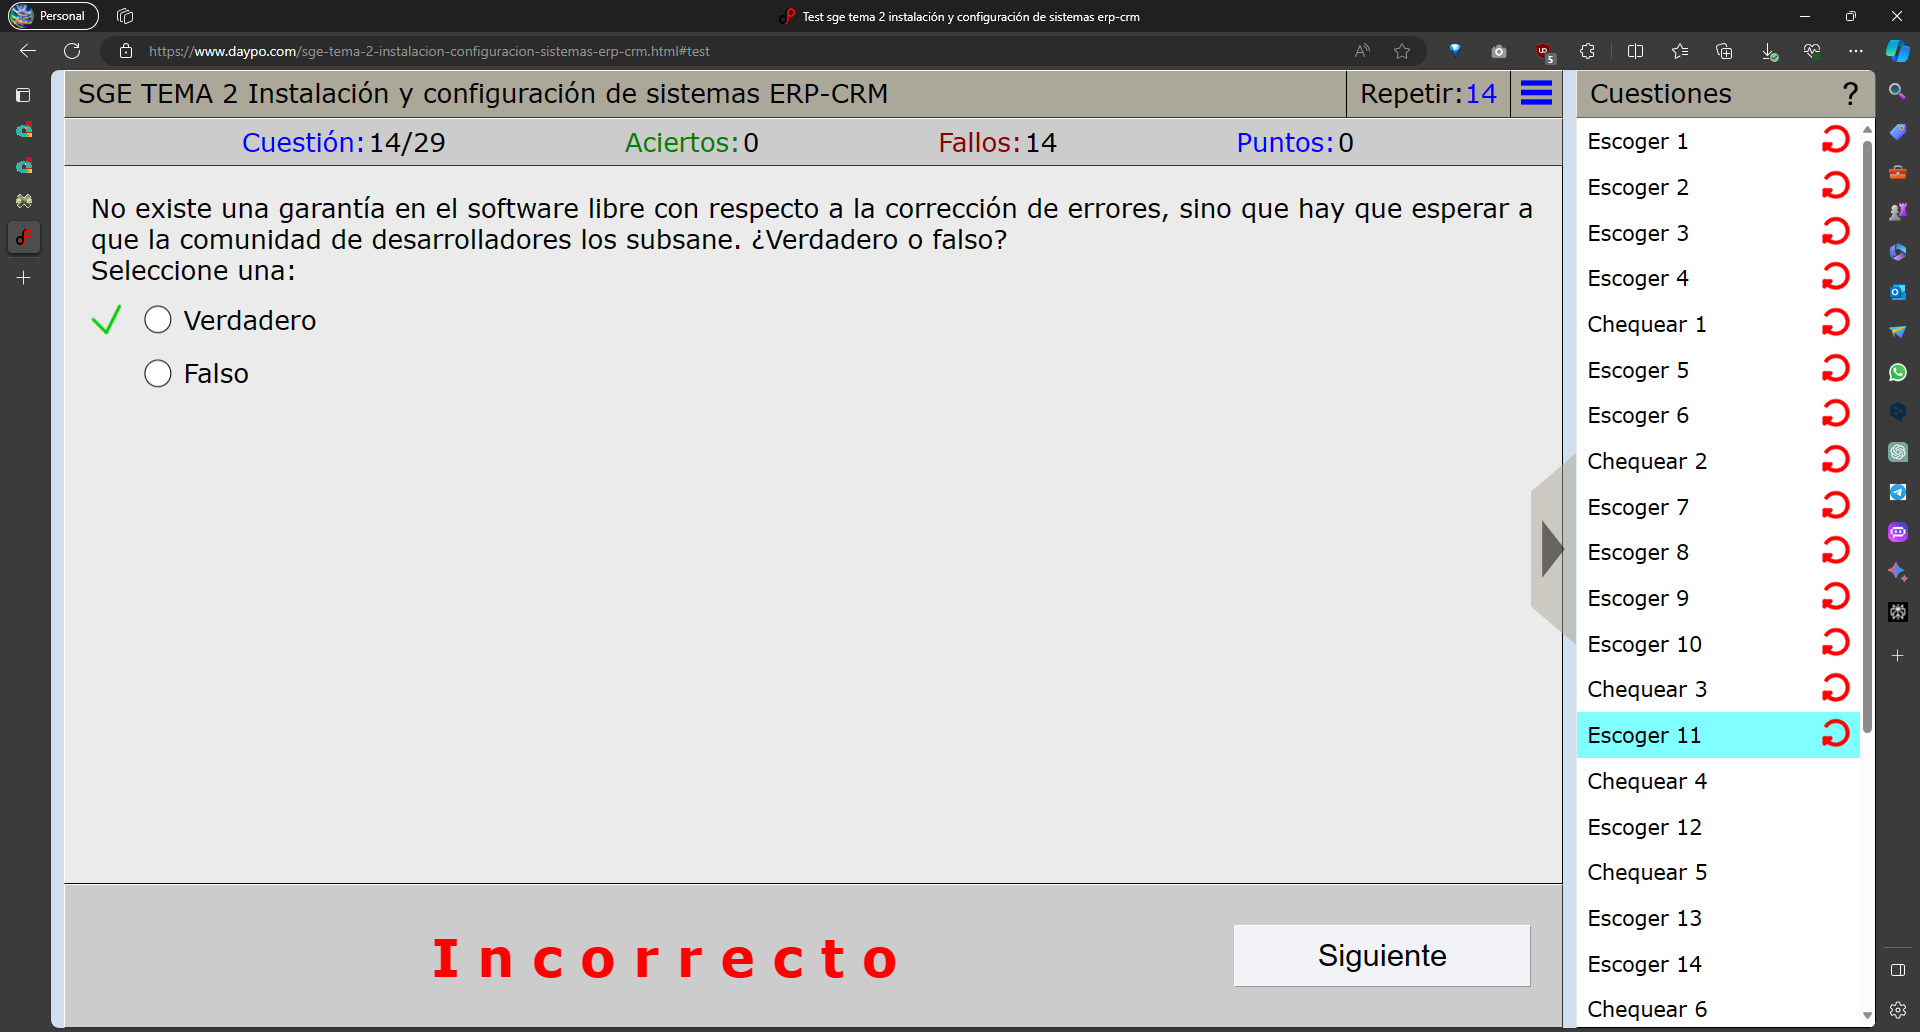 Personal
Test sge tema 2 instalación y configuración de sistemas erp-crm
https://www.daypo.com/sge-tema-2-instalacion-configuracion-sistemas-erp-crm.html#test
5
SGE TEMA 2 Instalación y configuración de sistemas ERP-CRM
Repetir:14
Cuestión:14/29
Aciertos:0
Fallos:14
Puntos:0
No existe una garantía en el software libre con respecto a la corrección de errores, sino que hay que esperar a
que la comunidad de desarrolladores los subsane. ¿Verdadero o falso?
Seleccione una:
Verdadero
Falso
Incorrecto
Siguiente
Cuestiones ?
Escoger 1
Escoger 2
Escoger 3
Escoger 4
Chequear 1
Escoger 5
Escoger 6
Chequear 2
Escoger 7
Escoger 8
Escoger 9
Escoger 10
Chequear 3
Escoger 11
Chequear 4
Escoger 12
Chequear 5
Escoger 13
Escoger 14
Chequear 6